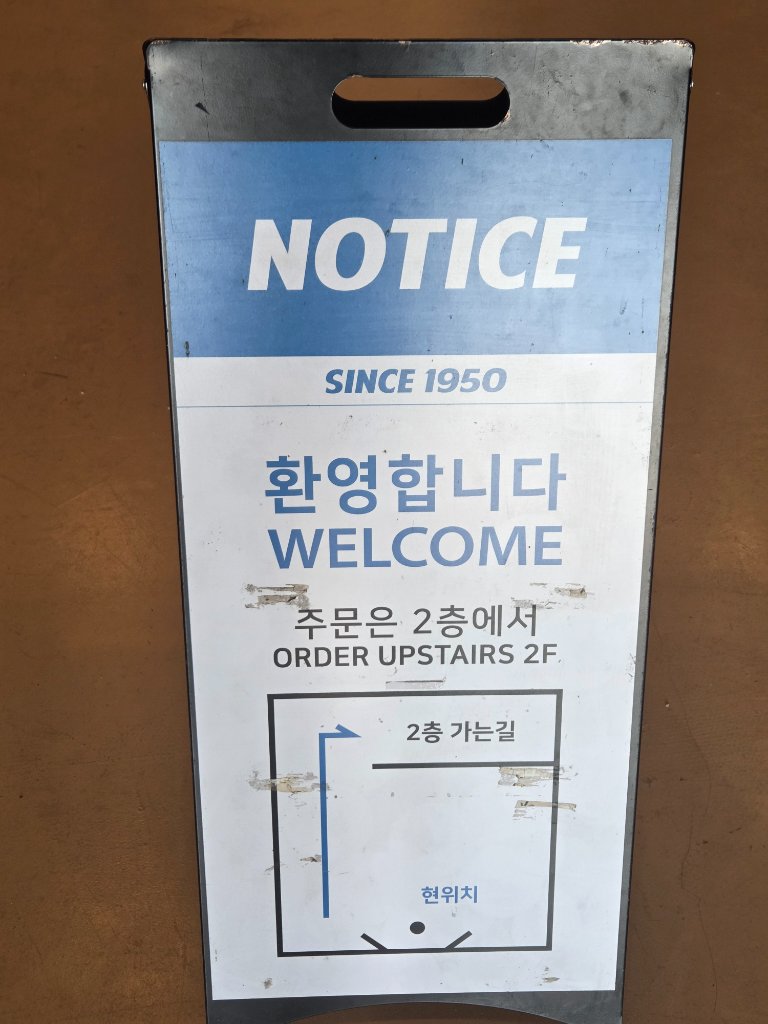 NOTICE
SINCE 1950
환영합니다
WELCOME
주문은 2층에서
ORDER UPSTAIRS 2F
2층 가는길
현위치